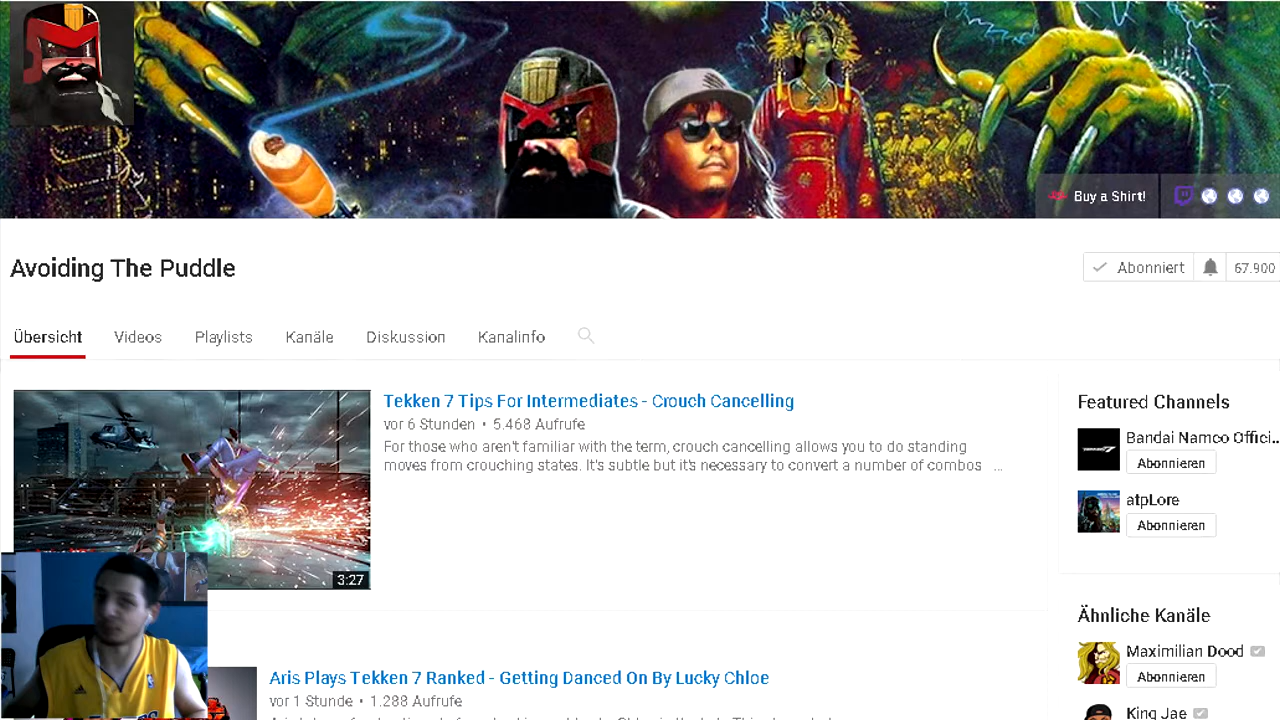 Buy a Shirt!
Avoiding The Puddle
Abonniert
67.900
Übersicht
Videos
Playlists
Kanäle
Diskussion
Kanalinfo
Tekken 7 Tips For Intermediates - Crouch Cancelling
vor 6 Stunden • 5.468 Aufrufe
For those who aren't familiar with the term, crouch cancelling allows you to do standing
moves from crouching states. It's subtle but it's necessary to convert a number of combos ...
3:27
Featured Channels
Bandai Namco Offici...
Abonnieren
atpLore
Abonnieren
Ähnliche Kanäle
Maximilian Dood
Abonnieren
King Jae
Aris Plays Tekken 7 Ranked - Getting Danced On By Lucky Chloe
vor 1 Stunde • 1.288 Aufrufe